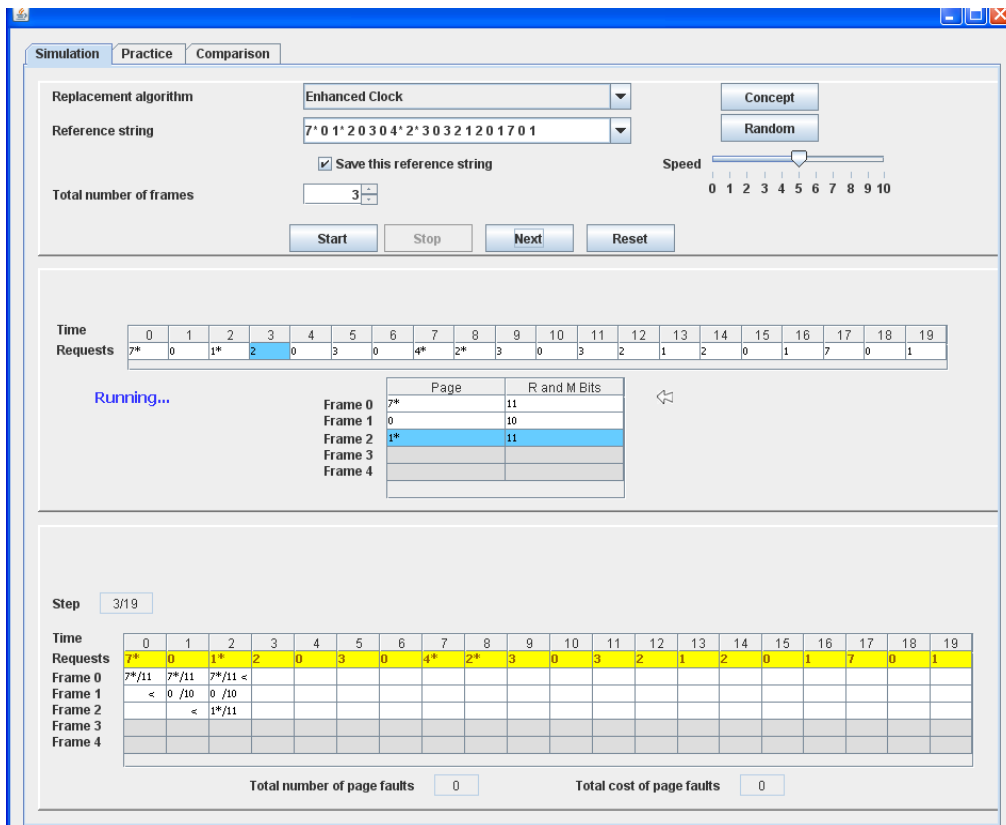 Simulation Practice Comparison
Replacement algorithm Enhanced Clock Concept
Reference string 7* 0 1* 2 0 3 0 4* 2* 3 0 3 2 1 2 0 1 7 0 1 Random
Save this reference string Speed
0 1 2 3 4 5 6 7 8 9 10
Total number of frames 3
Start Stop Next Reset
Time 0 1 2 3 4 5 6 7 8 9 10 11 12 13 14 15 16 17 18 19
Requests 7* 0 1* 2 0 3 0 4* 2* 3 0 3 2 1 2 0 1 7 0 1
Page R and M Bits
Running...
Frame 0 7* 11
Frame 1 0 10
Frame 2 1* 11
Frame 3
Frame 4
Step 3/19
Time 0 1 2 3 4 5 6 7 8 9 10 11 12 13 14 15 16 17 18 19
Requests 7* 0 1* 2 0 3 0 4* 2* 3 0 3 2 1 2 0 1 7 0 1
Frame 0 7*/11 7*/11 7*/11 <
Frame 1 < 0 /10 0 /10
Frame 2 < 1*/11
Frame 3
Frame 4
Total number of page faults 0 Total cost of page faults 0